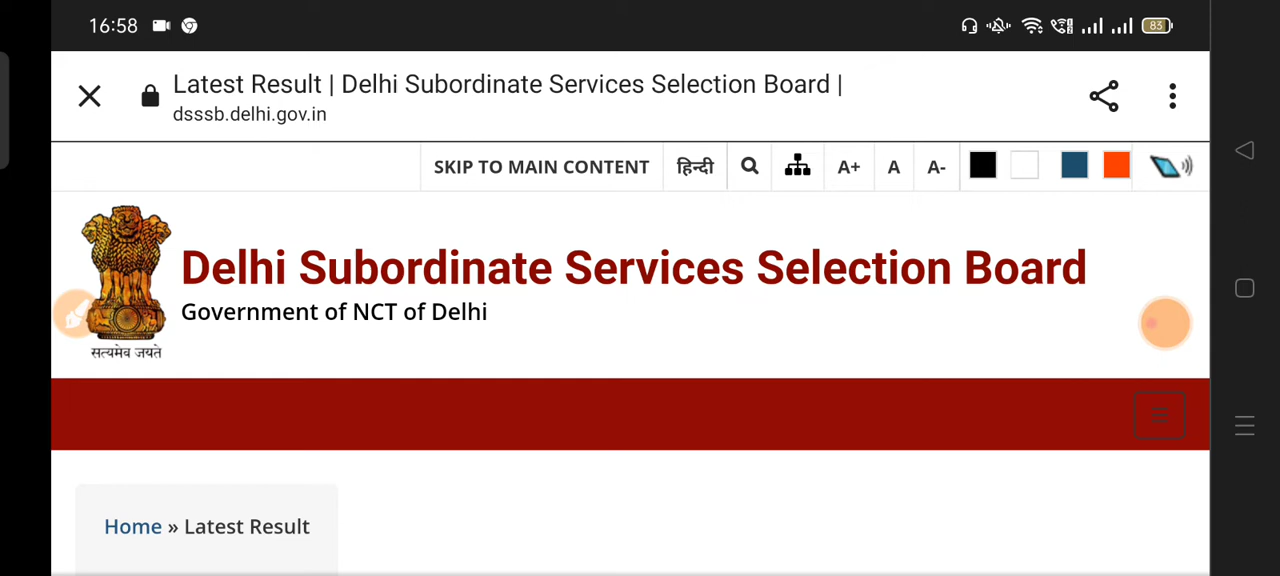 16:58
83
Latest Result | Delhi Subordinate Services Selection Board |
dsssb.delhi.gov.in
SKIP TO MAIN CONTENT हिन्दी A+ A A-
Delhi Subordinate Services Selection Board
Government of NCT of Delhi
सत्यमेव जयते
Home » Latest Result